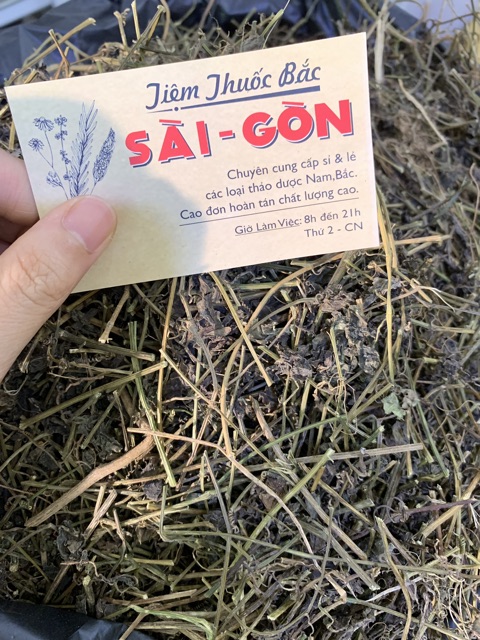 Tiệm Thuốc Bắc
SÀI-GÒN
Chuyên cung cấp sỉ & lẻ
các loại thảo dược Nam,Bắc.
Cao đơn hoàn tán chất lượng cao.
Giờ Làm Việc: 8h đến 21h
Thứ 2 - CN